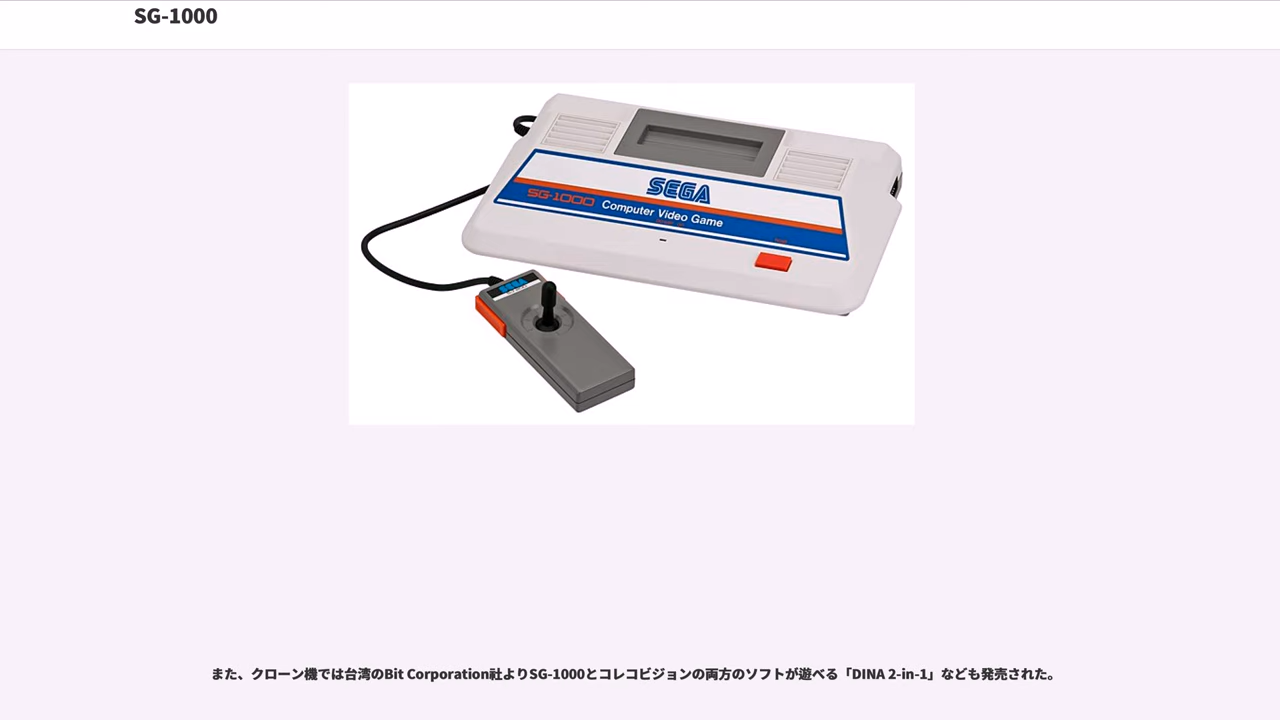 SG-1000
SEGA
SG-1000 Computer Video Game
SEGA
また、クローン機では台湾のBit Corporation社よりSG-1000とコレコビジョンの両方のソフトが遊べる「DINA 2-in-1」なども発売された。